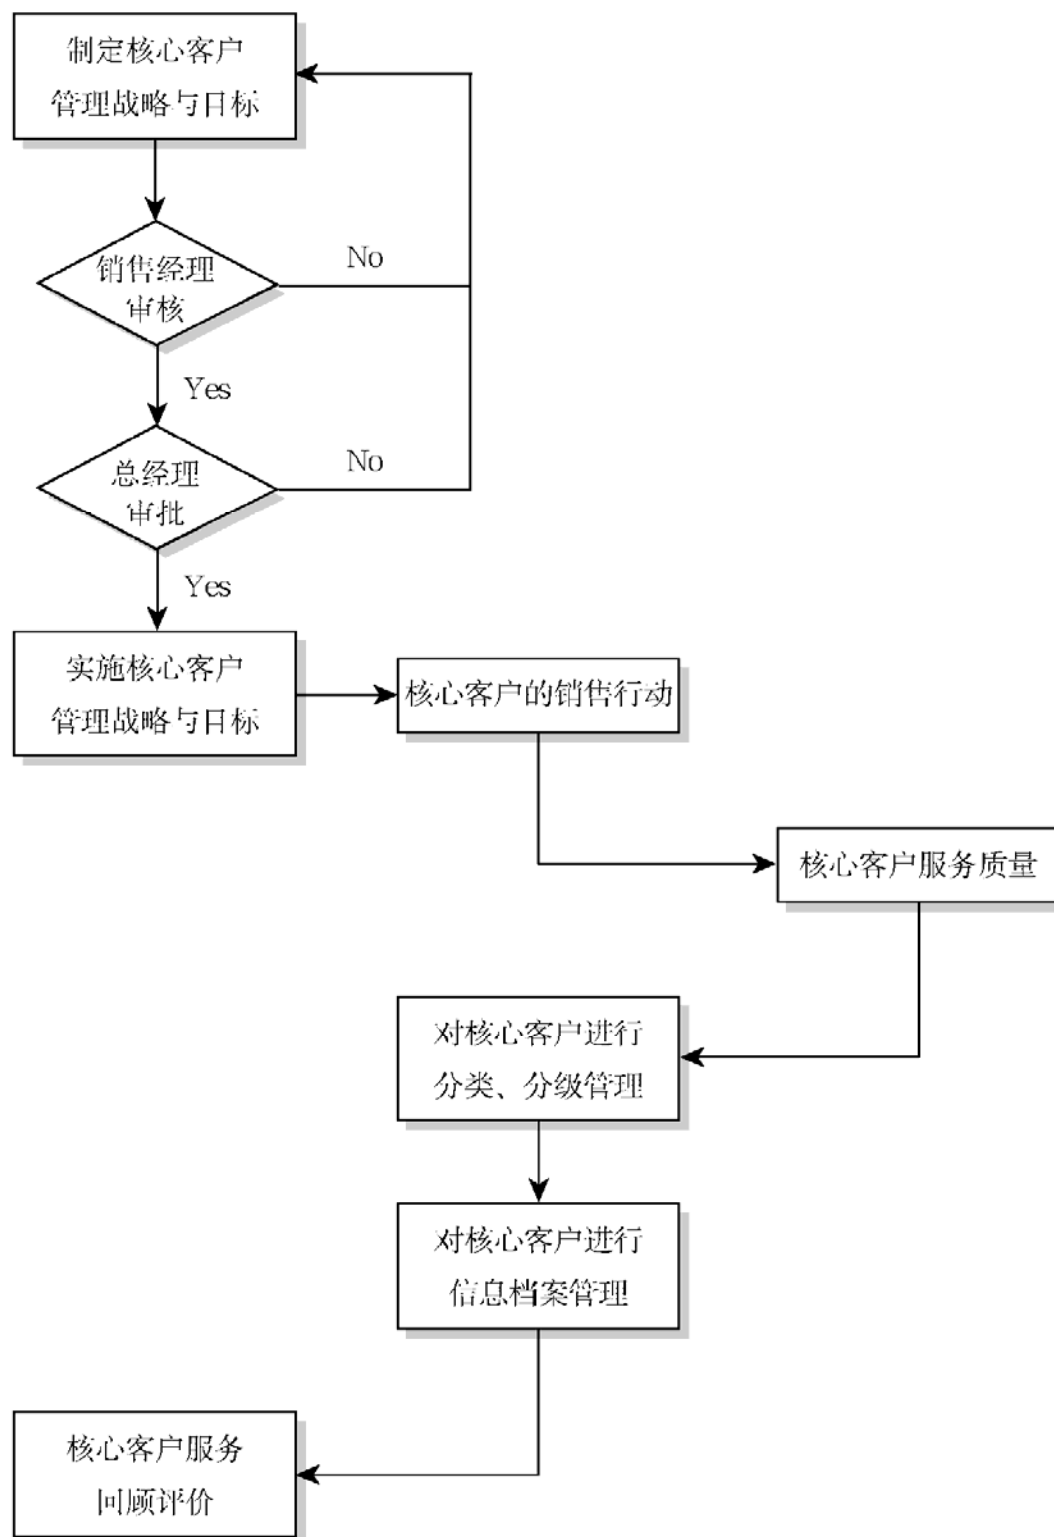 制定核心客户
管理战略与目标
销售经理
审核
No
Yes
总经理
审批
No
Yes
实施核心客户
管理战略与目标
核心客户的销售行动
核心客户服务质量
对核心客户进行
分类、分级管理
对核心客户进行
信息档案管理
核心客户服务
回顾评价